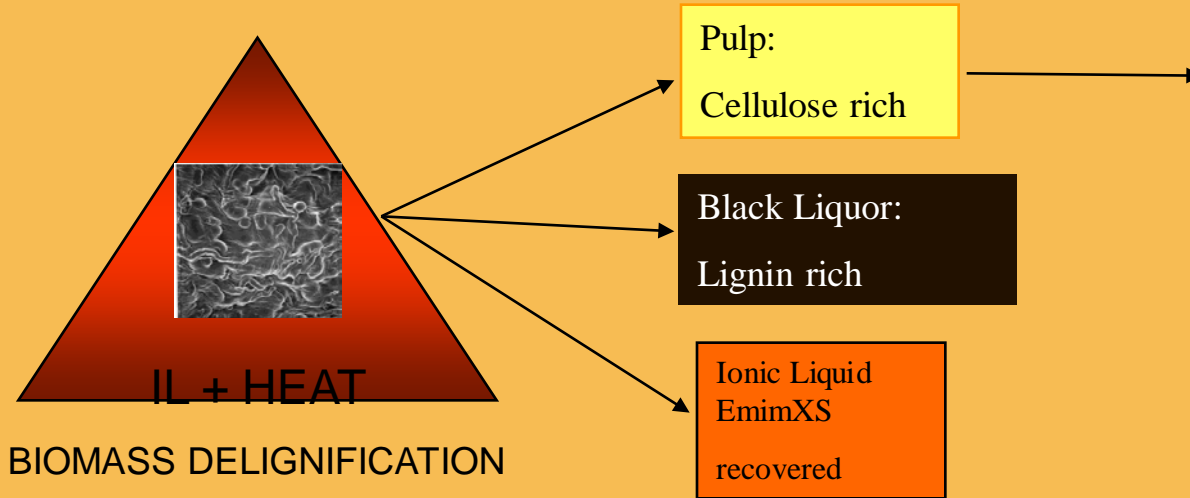 Pulp:
Cellulose rich
Black Liquor:
Lignin rich
IL + HEAT
Ionic Liquid
EmimXS
recovered
BIOMASS DELIGNIFICATION